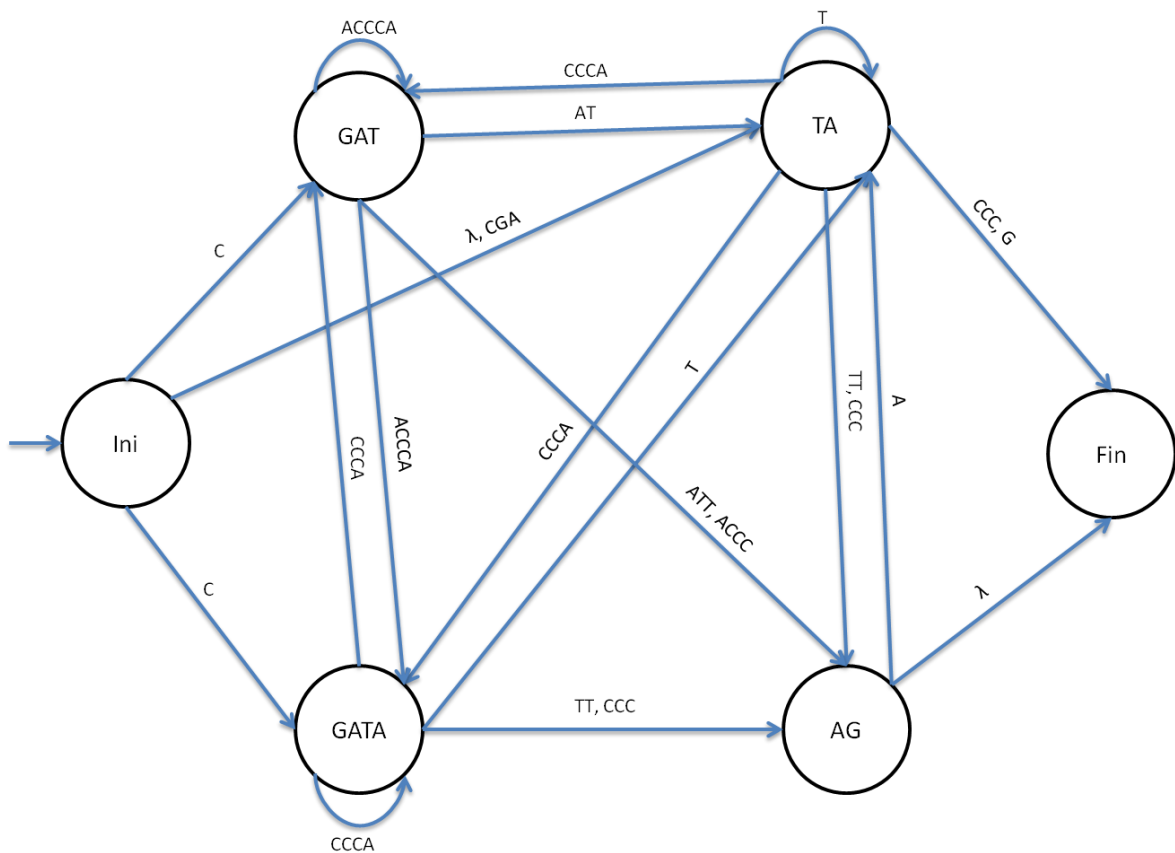 T
ACCCA
CCCA
AT
GAT
TA
λ, CGA
CCC, G
C
T
TT, CCC
A
ACCCA
CCCA
CCCA
Ini
Fin
ATT, ACCC
C
λ
TT, CCC
GATA
AG
CCCA